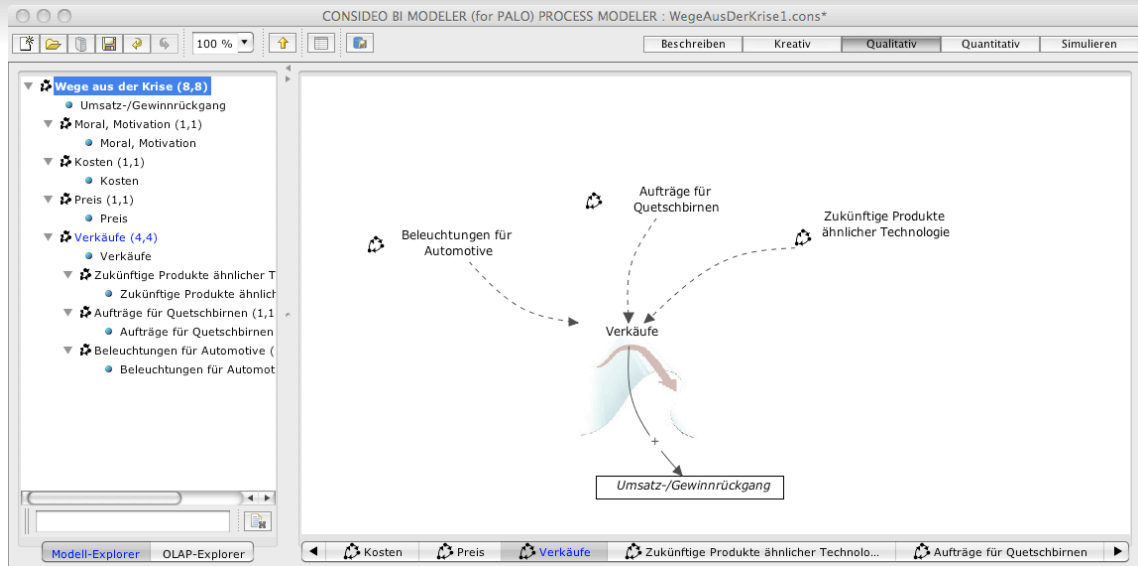 CONSIDEO BI MODELER (for PALO) PROCESS MODELER : WegeAusDerKrise1.cons*
100 %
Beschreiben
Kreativ
Qualitativ
Quantitativ
Simulieren
Wege aus der Krise (8,8)
Umsatz-/Gewinnrückgang
Moral, Motivation (1,1)
Moral, Motivation
Kosten (1,1)
Kosten
Preis (1,1)
Preis
Verkäufe (4,4)
Verkäufe
Zukünftige Produkte ähnlicher T
Zukünftige Produkte ähnlich
Aufträge für Quetschbirnen (1,1
Aufträge für Quetschbirnen
Beleuchtungen für Automotive (
Beleuchtungen für Automot
Modell-Explorer
OLAP-Explorer
Aufträge für
Quetschbirnen
Beleuchtungen für
Automotive
Zukünftige Produkte
ähnlicher Technologie
Verkäufe
+
Umsatz-/Gewinnrückgang
Kosten
Preis
Verkäufe
Zukünftige Produkte ähnlicher Technolo...
Aufträge für Quetschbirnen